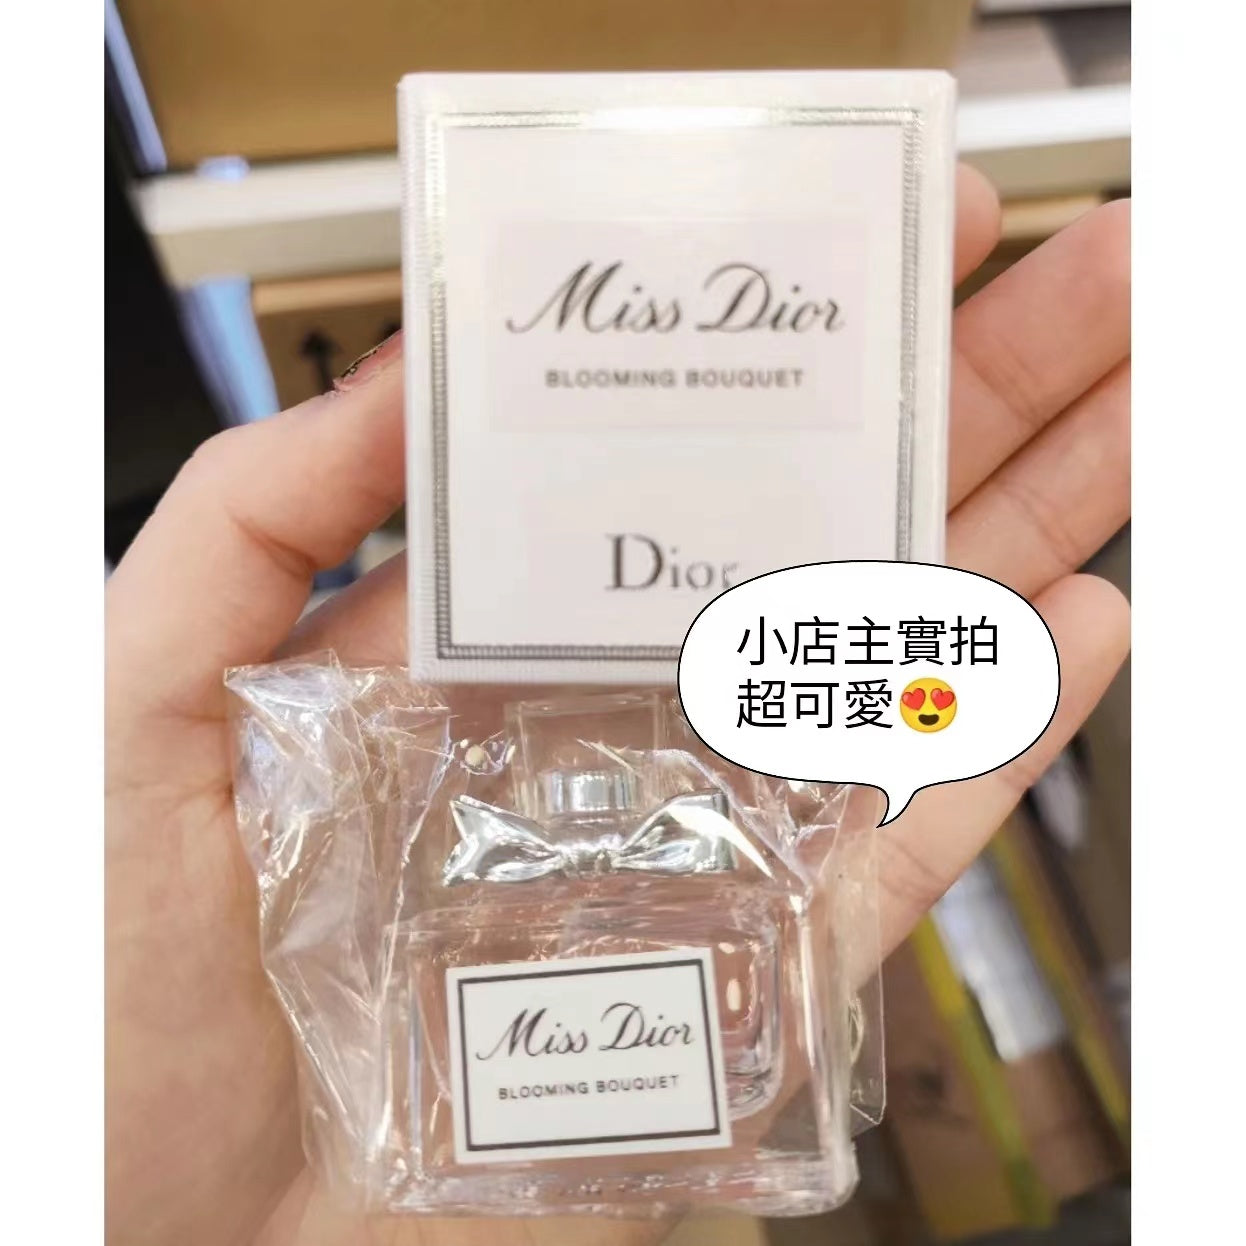 Miss Dior
BLOOMING BOUQUET
Dior
小店主實拍
超可愛😍
Miss Dior
BLOOMING BOUQUET